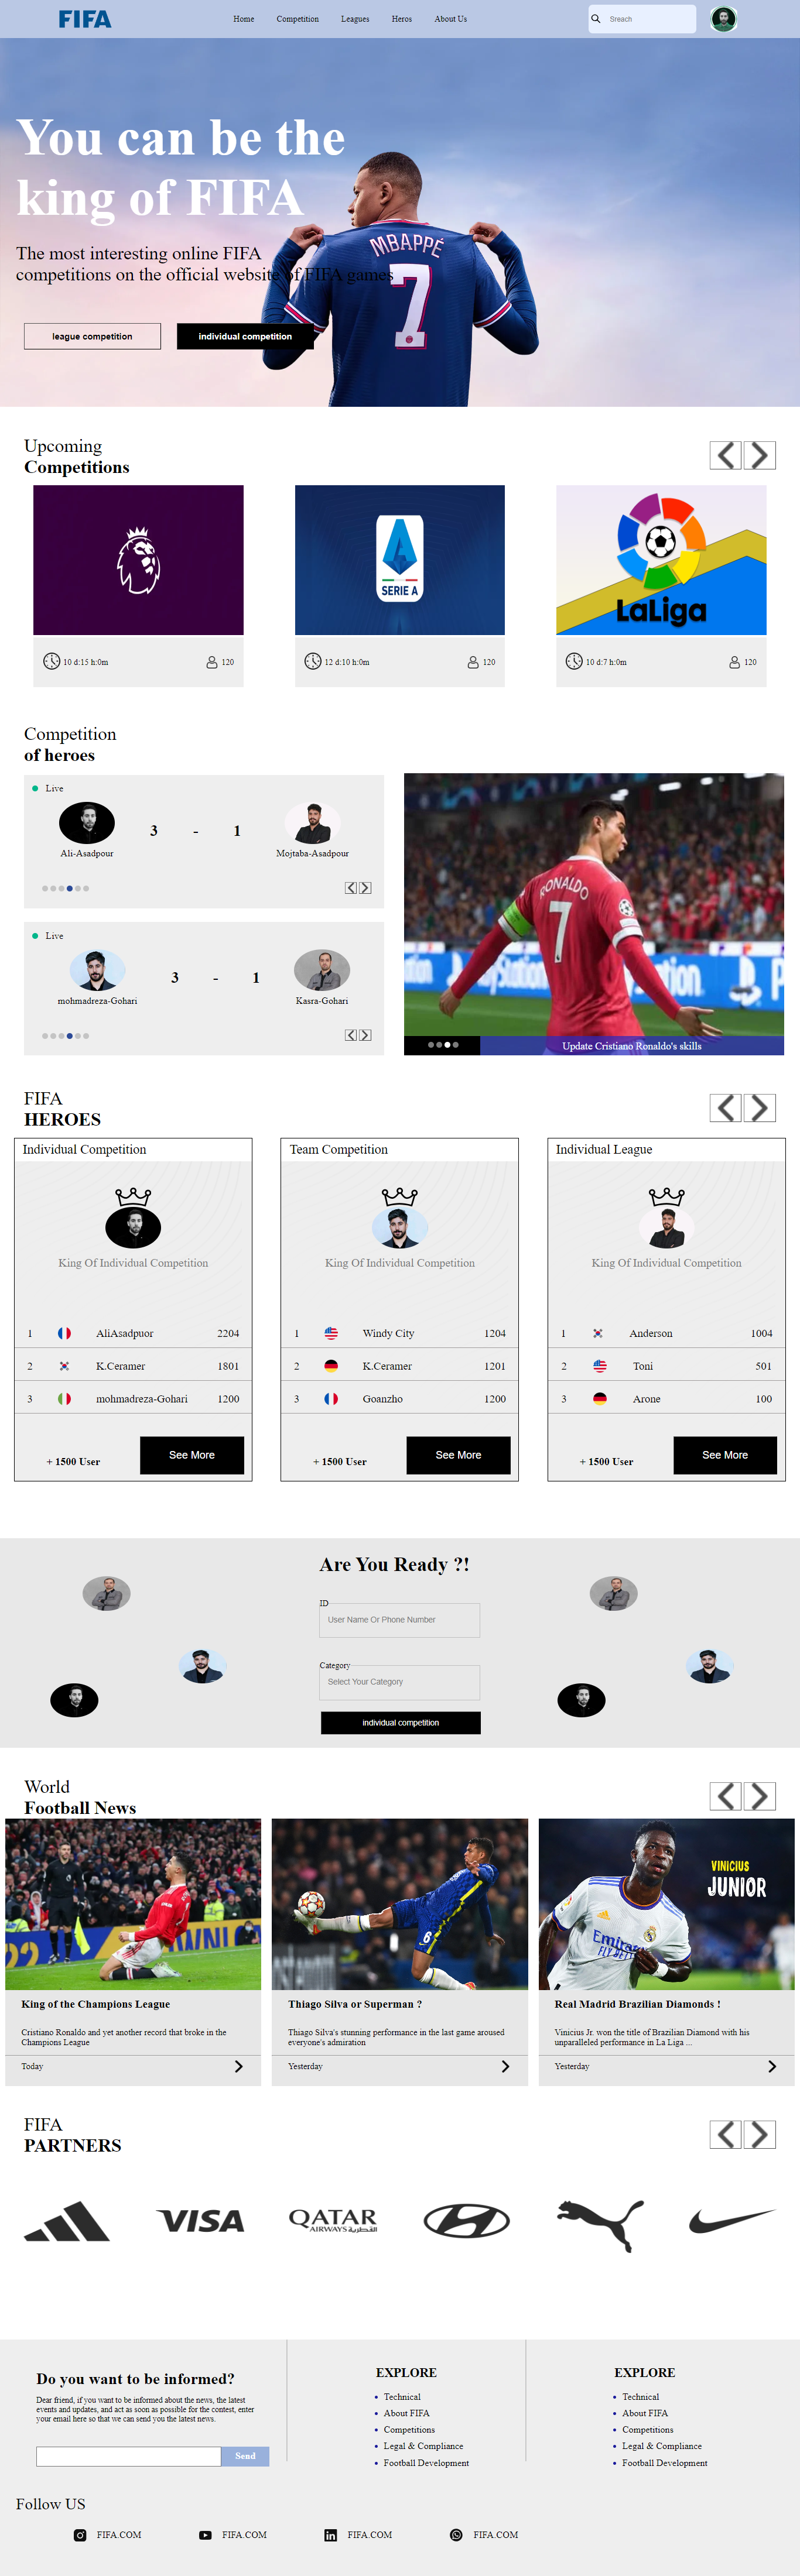 FIFA
Home Competition Leagues Heros About Us
Sreach
You can be the
king of FIFA
The most interesting online FIFA
competitions on the official website of FIFA games
MBAPPÉ
7
league competition individual competition
Upcoming
Competitions
SERIE A
LaLiga
10 d:15 h:0m 120
12 d:10 h:0m 120
10 d:7 h:0m 120
Competition
of heroes
Live
3 - 1
Ali-Asadpour Mojtaba-Asadpour
Live
3 - 1
mohmadreza-Gohari Kasra-Gohari
RONALDO
7
PlayStation
Update Cristiano Ronaldo's skills
FIFA
HEROES
Individual Competition
King Of Individual Competition
1 AliAsadpuor 2204
2 K.Ceramer 1801
3 mohmadreza-Gohari 1200
+ 1500 User See More
Team Competition
King Of Individual Competition
1 Windy City 1204
2 K.Ceramer 1201
3 Goanzho 1200
+ 1500 User See More
Individual League
King Of Individual Competition
1 Anderson 1004
2 Toni 501
3 Arone 100
+ 1500 User See More
Are You Ready ?!
ID
User Name Or Phone Number
Category
Select Your Category
individual competition
World
Football News
6
VINICIUS
JUNIOR
Emirates
FLY BETTER
King of the Champions League
Cristiano Ronaldo and yet another record that broke in the
Champions League
Today
Thiago Silva or Superman ?
Thiago Silva's stunning performance in the last game aroused
everyone's admiration
Yesterday
Real Madrid Brazilian Diamonds !
Vinicius Jr. won the title of Brazilian Diamond with his
unparalleled performance in La Liga ...
Yesterday
FIFA
PARTNERS
VISA
QATAR
AIRWAYS القطرية
Do you want to be informed?
Dear friend, if you want to be informed about the news, the latest
events and updates, and act as soon as possible for the contest, enter
your email here so that we can send you the latest news.
Send
EXPLORE
Technical
About FIFA
Competitions
Legal & Compliance
Football Development
EXPLORE
Technical
About FIFA
Competitions
Legal & Compliance
Football Development
Follow US
FIFA.COM FIFA.COM FIFA.COM FIFA.COM